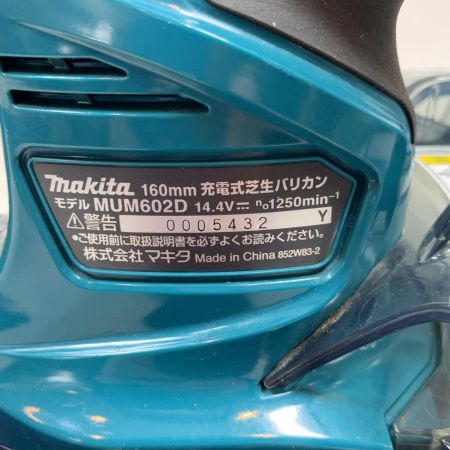 makita 160mm 充電式芝生バリカン
モデル MUM602D 14.4V⎓ n₀1250min⁻¹
⚠警告 0005432 Y
●ご使用前に取扱説明書を必ずよくお読みください。
株式会社 マキタ Made in China 852W83-2